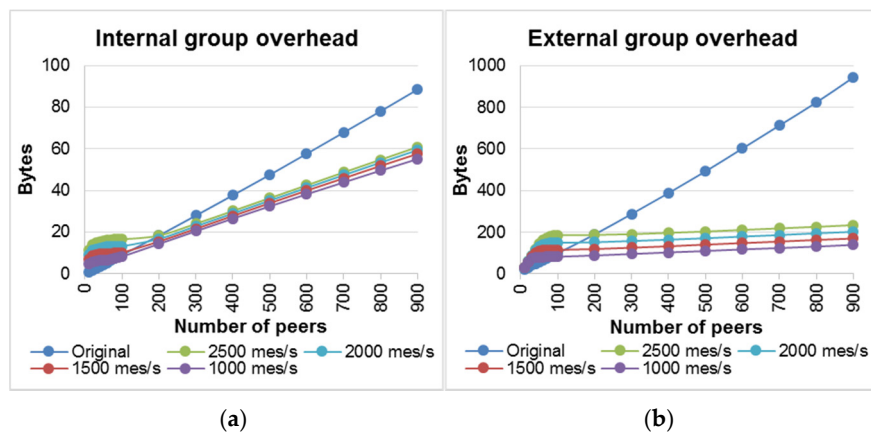 Internal group overhead
100
80
60
40
20
0
Bytes
0 100 200 300 400 500 600 700 800 900
Number of peers
Original 2500 mes/s 2000 mes/s
1500 mes/s 1000 mes/s
(a)
External group overhead
1000
800
600
400
200
0
Bytes
0 100 200 300 400 500 600 700 800 900
Number of peers
Original 2500 mes/s 2000 mes/s
1500 mes/s 1000 mes/s
(b)